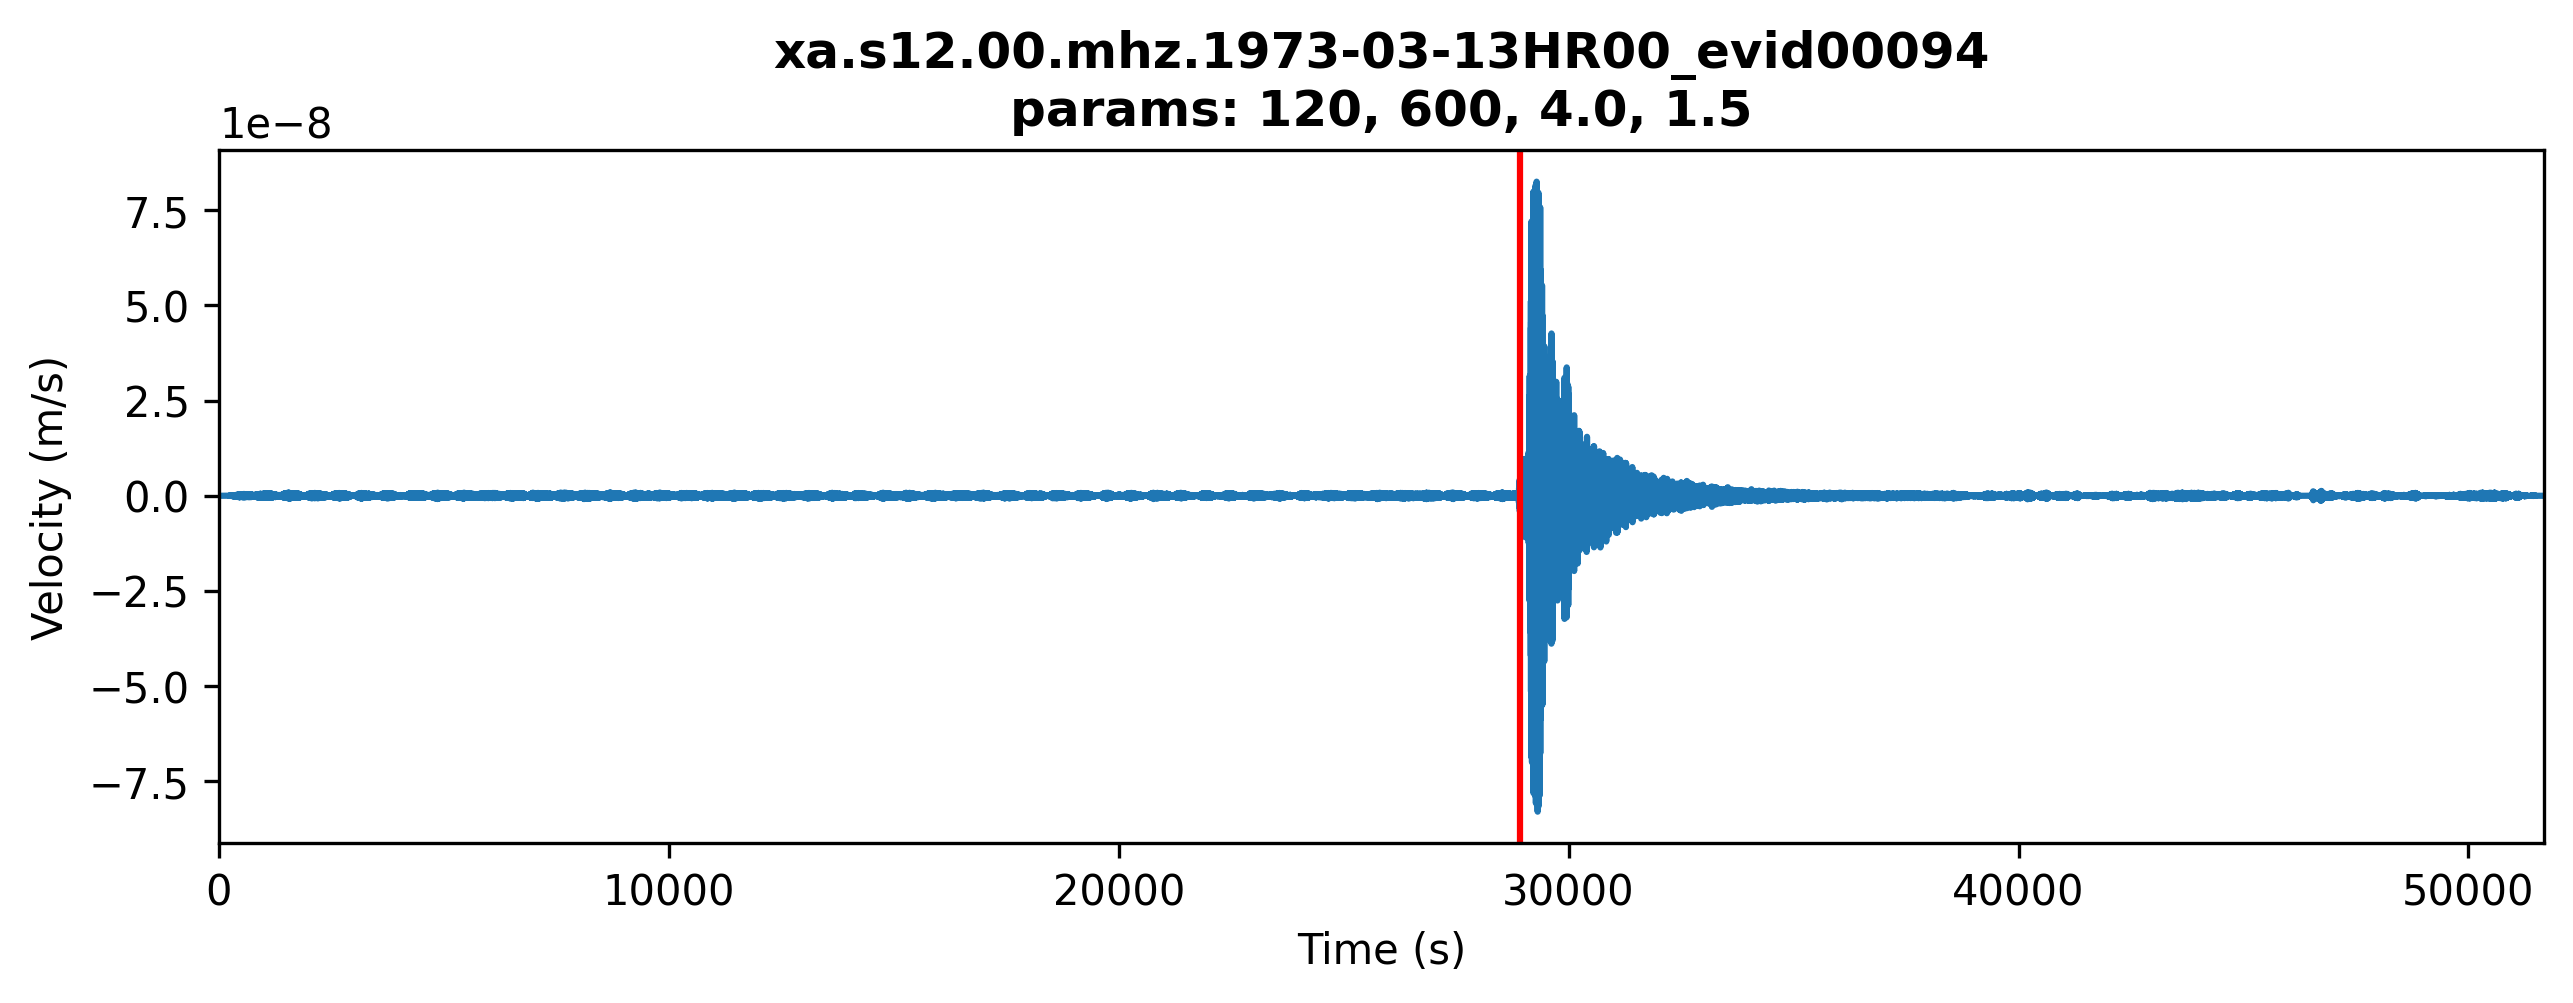 xa.s12.00.mhz.1973-03-13HR00_evid00094
params: 120, 600, 4.0, 1.5
1e−8
7.5
5.0
2.5
0.0
−2.5
−5.0
−7.5
Velocity (m/s)
0
10000
20000
30000
40000
50000
Time (s)